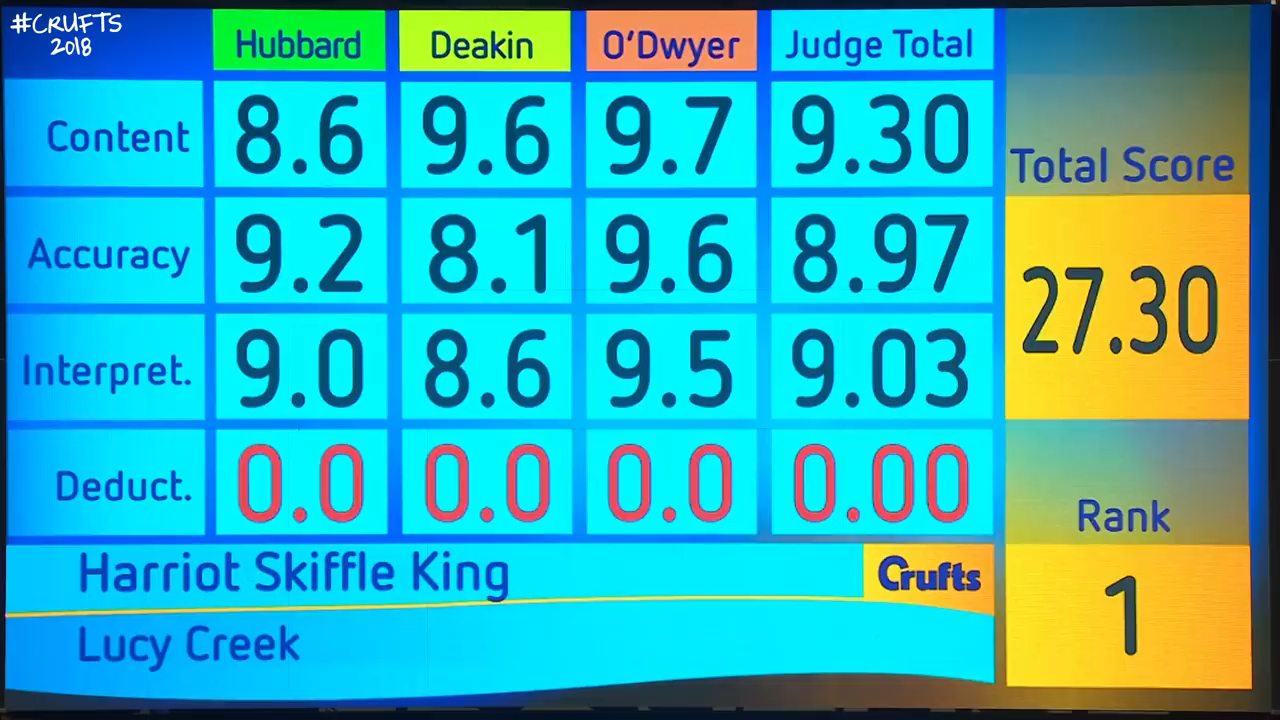 #CRUFTS
2018
Hubbard Deakin O'Dwyer Judge Total
Content 8.6 9.6 9.7 9.30
Accuracy 9.2 8.1 9.6 8.97
Interpret. 9.0 8.6 9.5 9.03
Deduct. 0.0 0.0 0.0 0.00
Total Score
27.30
Rank
1
Harriot Skiffle King
Crufts
Lucy Creek